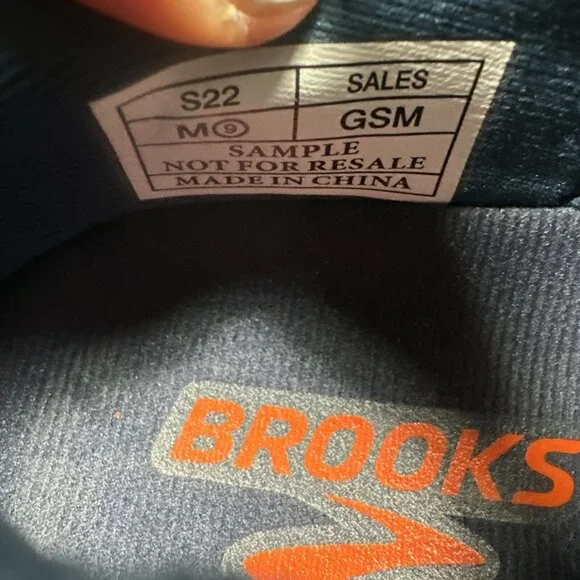 S22 SALES
M⑨ GSM
SAMPLE
NOT FOR RESALE
MADE IN CHINA
BROOKS